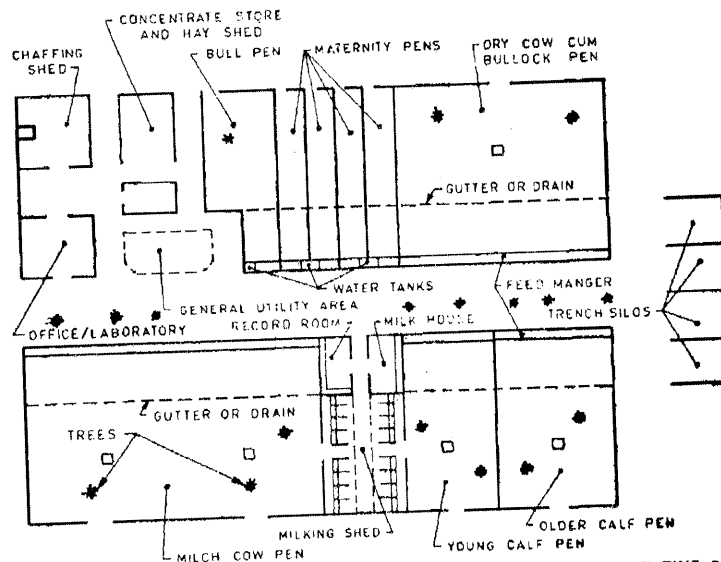 CONCENTRATE STORE
AND HAY SHED
CHAFFING
SHED
BULL PEN
MATERNITY PENS
ORY COW CUM
BULLOCK PEN
GUTTER OR DRAIN
WATER TANKS
FEED MANGER
GENERAL UTILITY AREA
TRENCH SILOS
OFFICE/LABORATORY
RECORD ROOM
MILK HOUSE
GUTTER OR DRAIN
TREES
MILKING SHED
OLDER CALF PEN
MILCH COW PEN
YOUNG CALF PEN